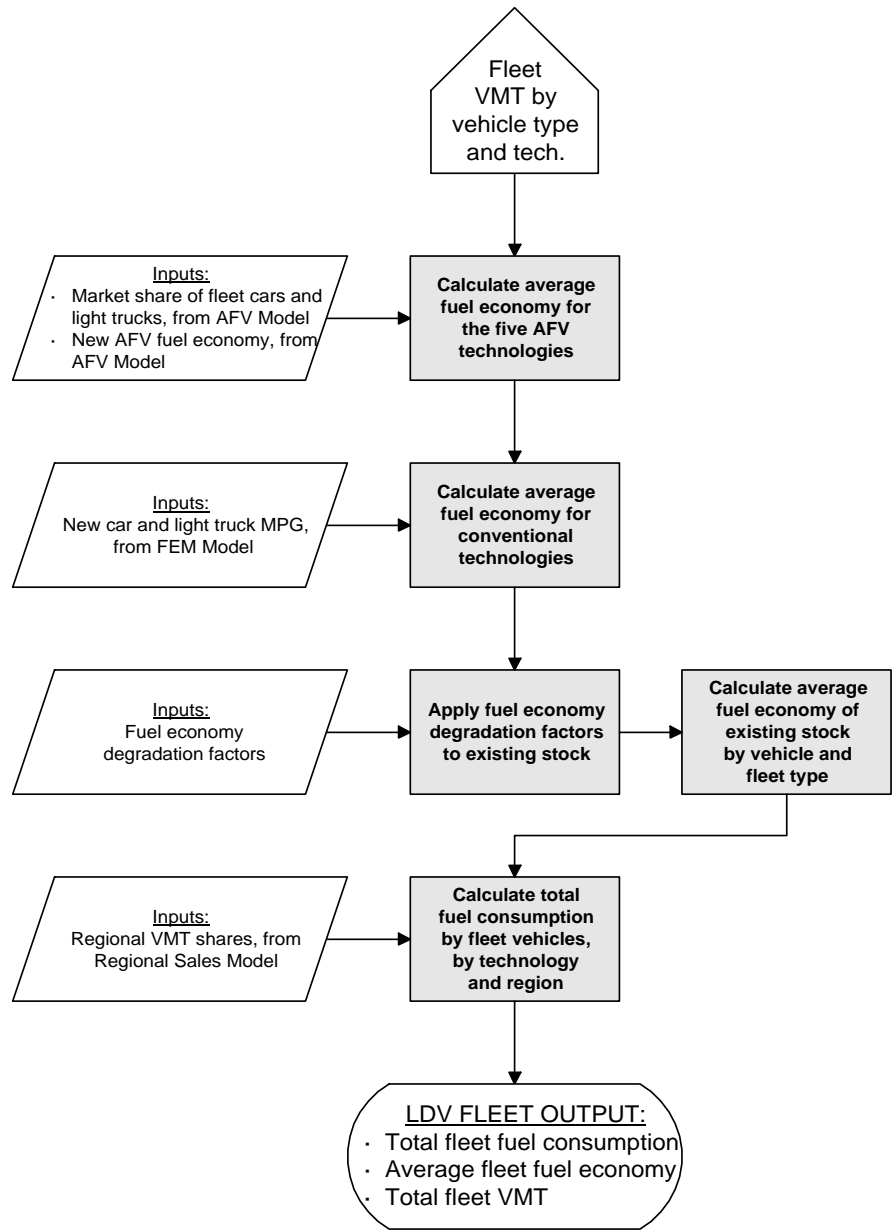 Fleet
VMT by
vehicle type
and tech.
Inputs:
· Market share of fleet cars and
light trucks, from AFV Model
· New AFV fuel economy, from
AFV Model
Calculate average
fuel economy for
the five AFV
technologies
Inputs:
New car and light truck MPG,
from FEM Model
Calculate average
fuel economy for
conventional
technologies
Inputs:
Fuel economy
degradation factors
Apply fuel economy
degradation factors
to existing stock
Calculate average
fuel economy of
existing stock
by vehicle and
fleet type
Inputs:
Regional VMT shares, from
Regional Sales Model
Calculate total
fuel consumption
by fleet vehicles,
by technology
and region
LDV FLEET OUTPUT:
· Total fleet fuel consumption
· Average fleet fuel economy
· Total fleet VMT